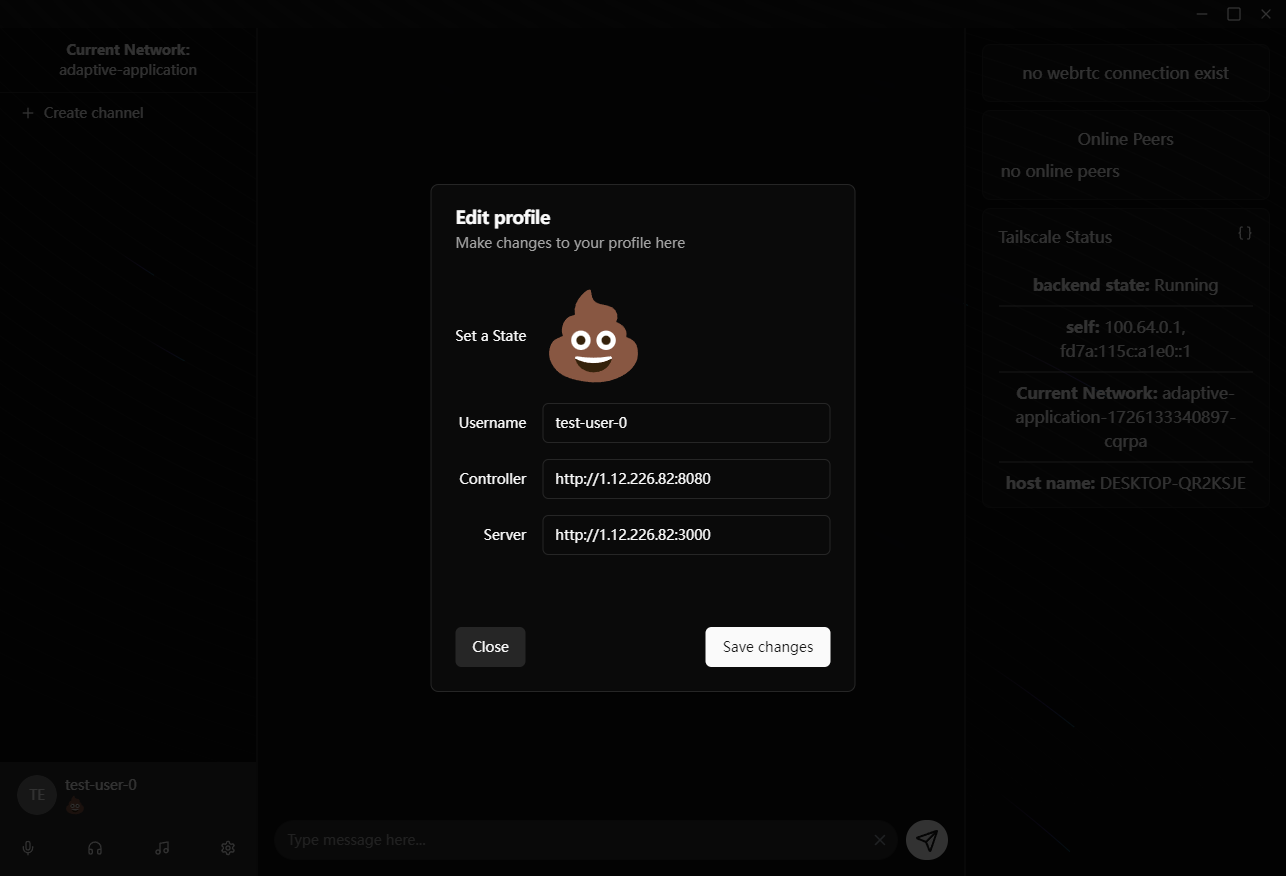 Current Network:
adaptive-application
+ Create channel
no webrtc connection exist
Online Peers
no online peers
Tailscale Status
{ }
backend state: Running
self: 100.64.0.1,
fd7a:115c:a1e0::1
Current Network: adaptive-
application-1726133340897-
cqrpa
host name: DESKTOP-QR2KSJE
Edit profile
Make changes to your profile here
Set a State
Username
test-user-0
Controller
http://1.12.226.82:8080
Server
http://1.12.226.82:3000
Close
Save changes
TE
test-user-0
Type message here...